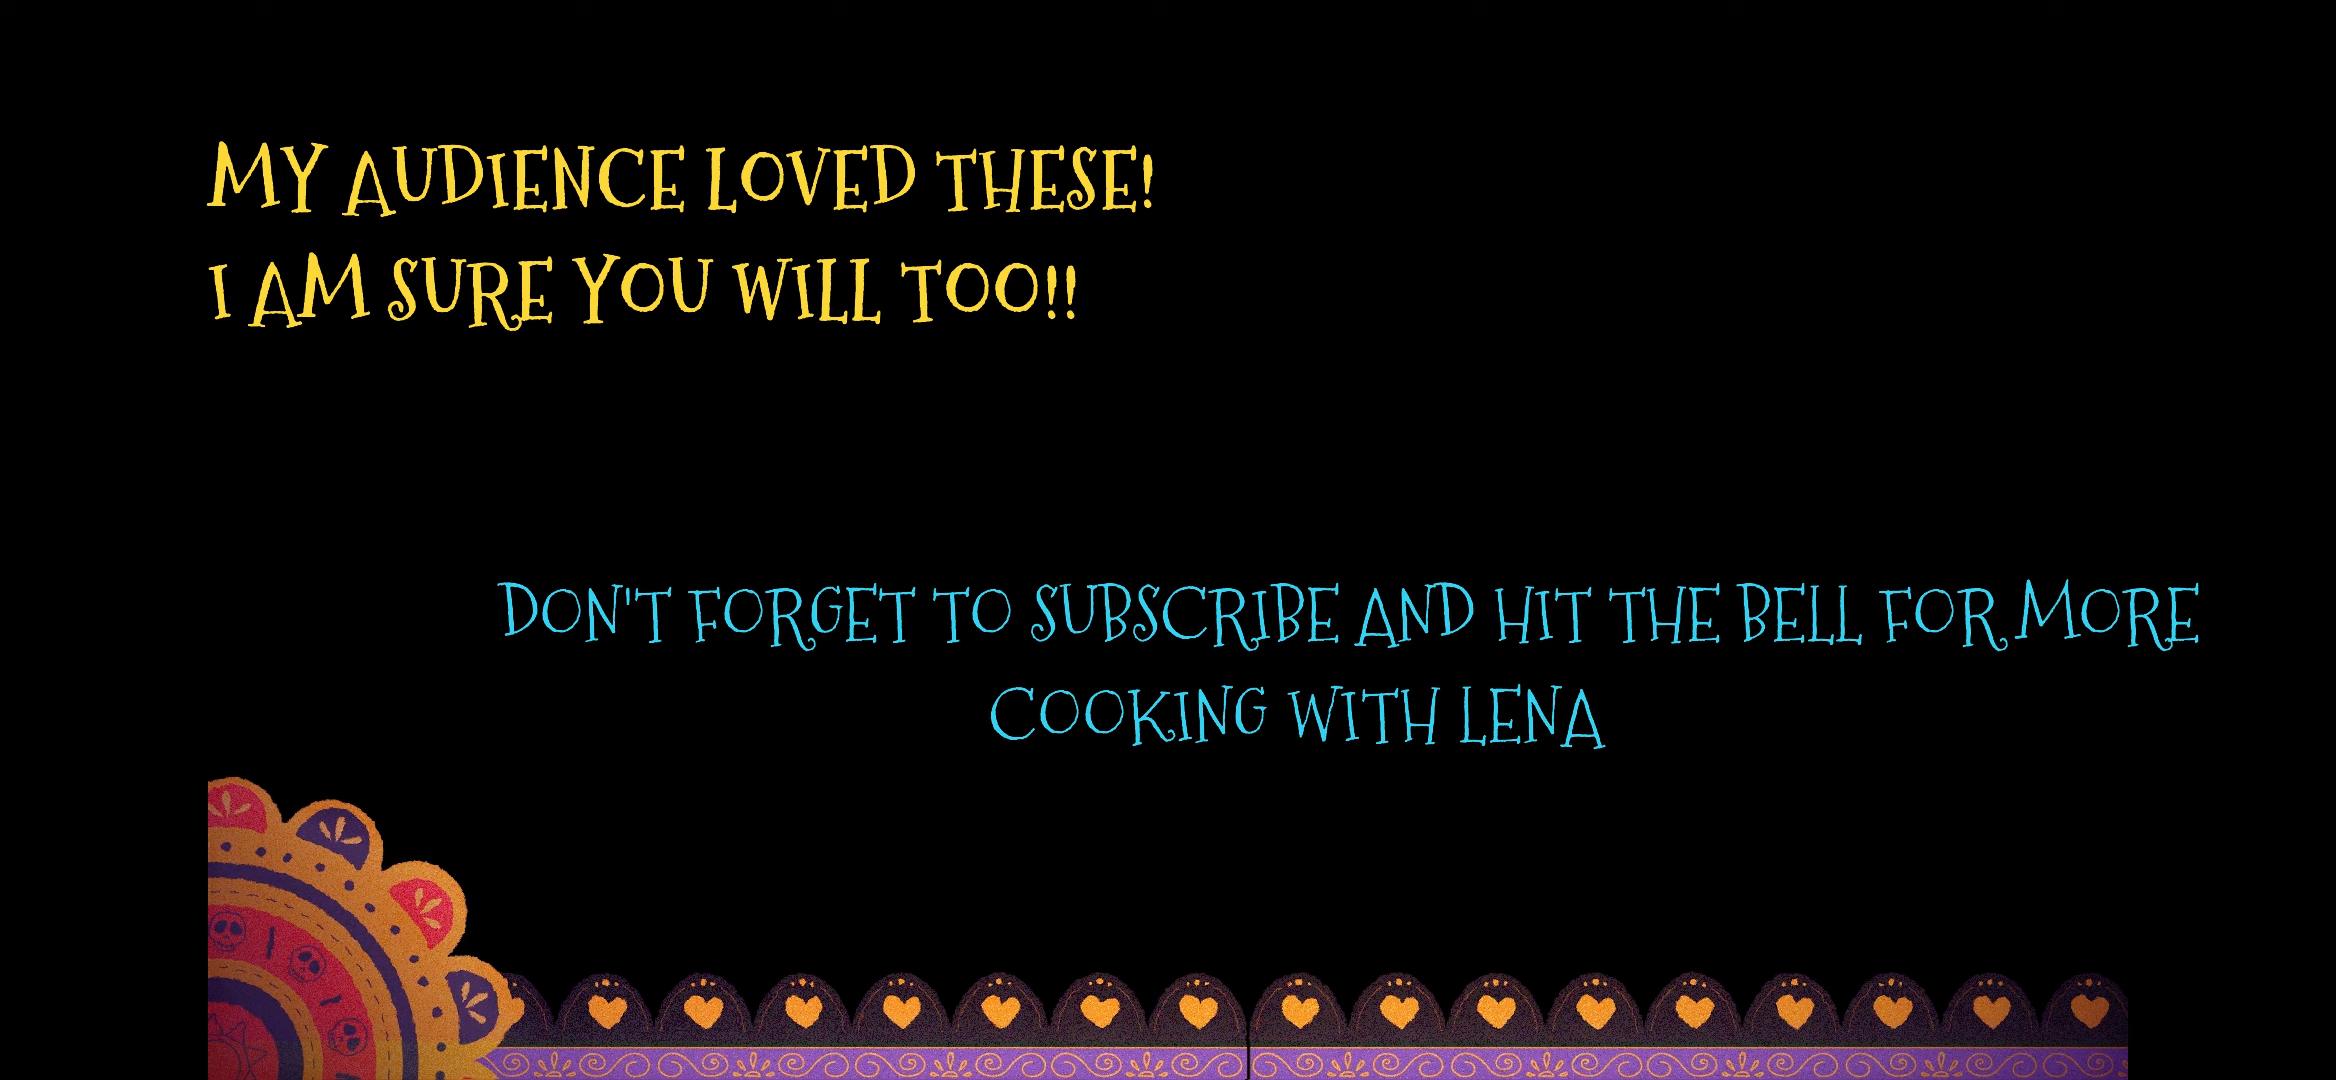 MY AUDIENCE LOVED THESE!
I AM SURE YOU WILL TOO!!
DON'T FORGET TO SUBSCRIBE AND HIT THE BELL FOR MORE
COOKING WITH LENA